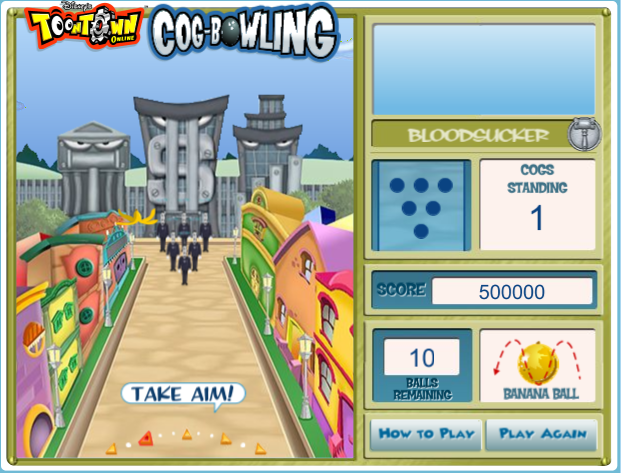 Disney's
TOONTOWN
ONLINE
COG-BOWLING
BLOODSUCKER
COGS
STANDING
1
SCORE
500000
10
BALLS
REMAINING
BANANA BALL
TAKE AIM!
HOW TO PLAY
PLAY AGAIN